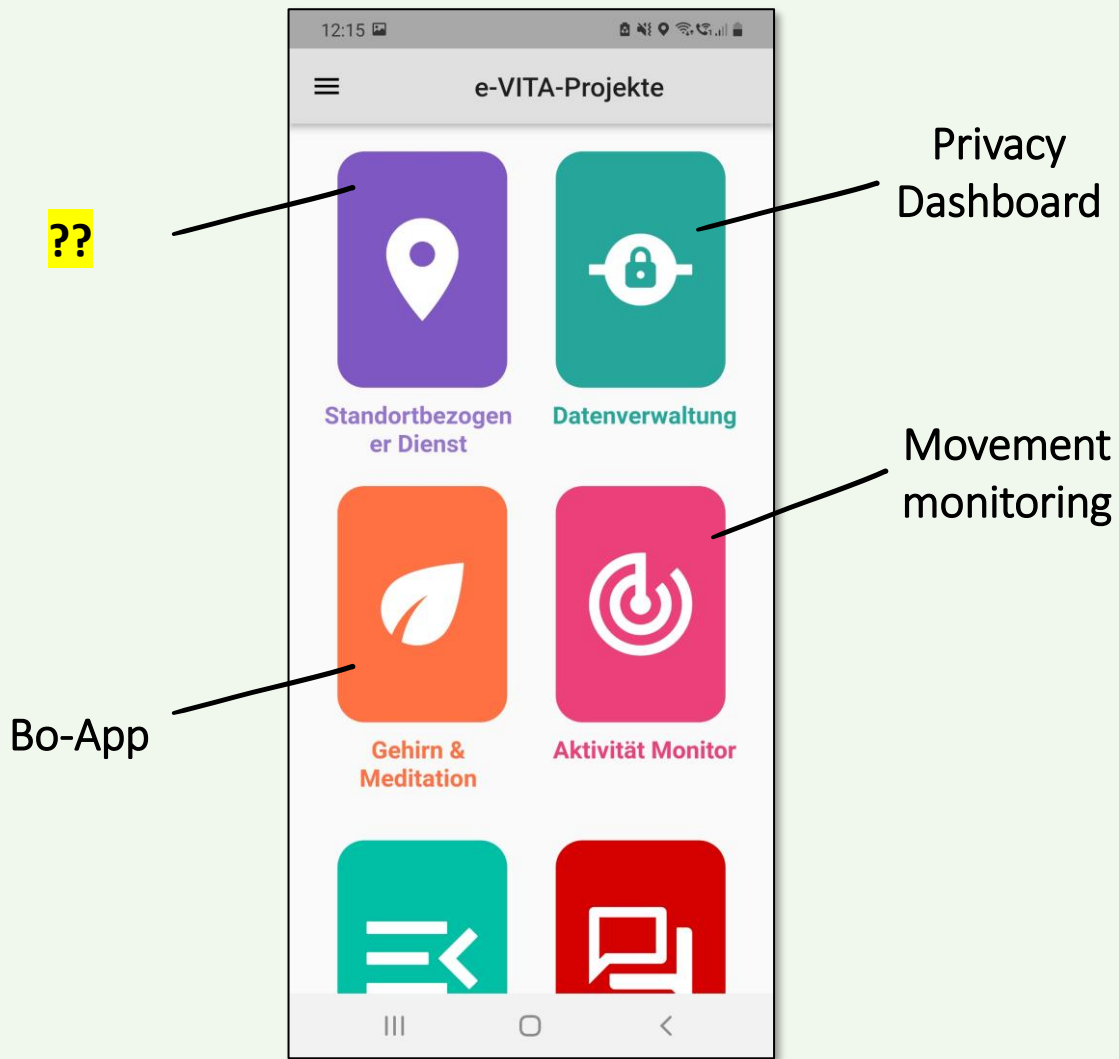 12:15
e-VITA-Projekte
??
Privacy
Dashboard
Standortbezogen
er Dienst
Datenverwaltung
Movement
monitoring
Bo-App
Gehirn &
Meditation
Aktivität Monitor